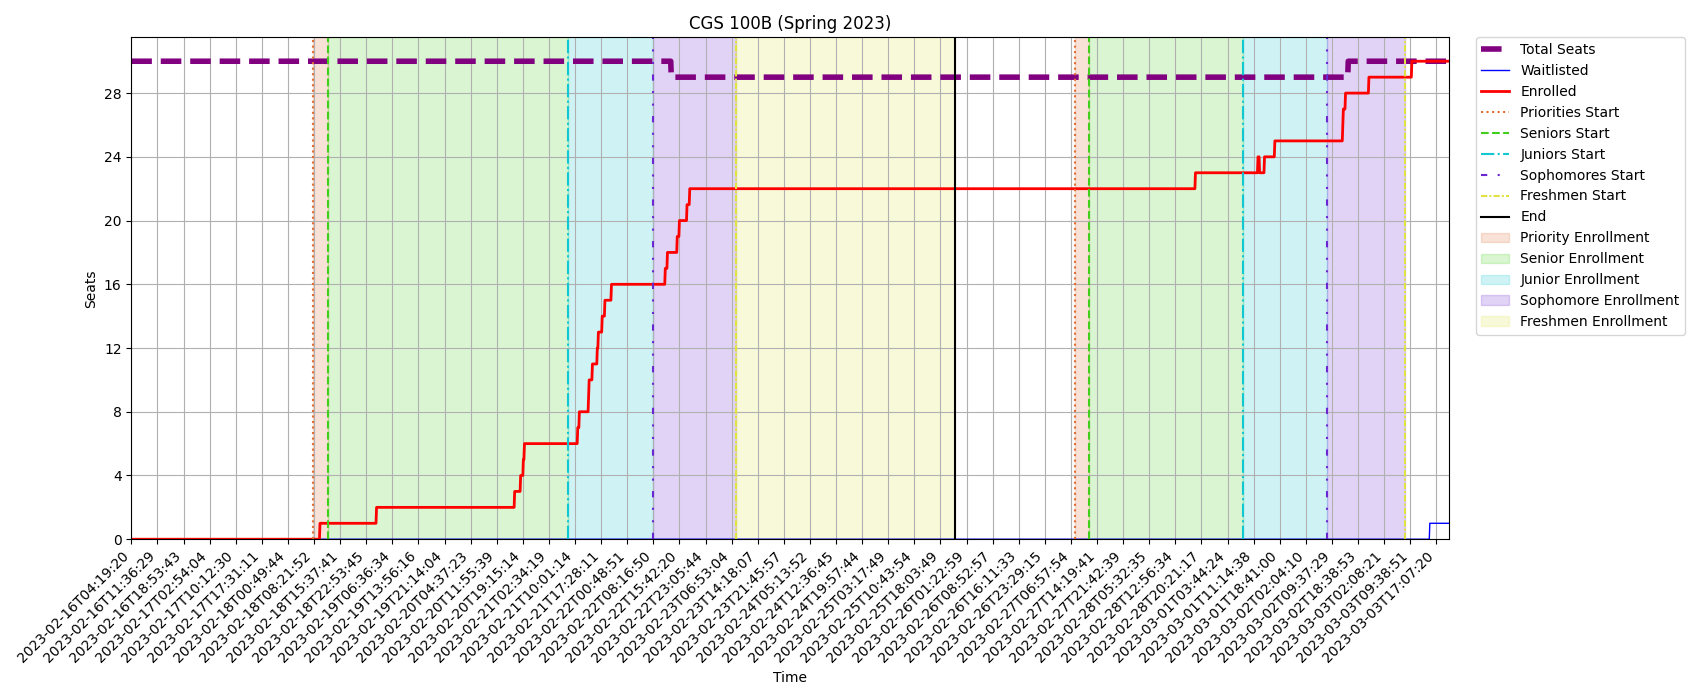 CGS 100B (Spring 2023)
Seats
28
24
20
16
12
8
4
0
2023-02-16T04:19:20
2023-02-16T11:36:29
2023-02-16T18:53:43
2023-02-17T02:54:04
2023-02-17T10:12:30
2023-02-17T17:31:11
2023-02-18T00:49:44
2023-02-18T08:21:52
2023-02-18T15:37:41
2023-02-18T22:53:45
2023-02-19T06:36:34
2023-02-19T13:56:16
2023-02-19T21:14:04
2023-02-20T04:37:23
2023-02-20T11:55:39
2023-02-20T19:15:14
2023-02-21T02:34:19
2023-02-21T10:01:14
2023-02-21T17:28:11
2023-02-22T00:48:51
2023-02-22T08:16:50
2023-02-22T15:42:20
2023-02-22T23:05:44
2023-02-23T06:53:04
2023-02-23T14:18:07
2023-02-23T21:45:57
2023-02-24T05:13:52
2023-02-24T12:36:45
2023-02-24T19:57:44
2023-02-25T03:17:49
2023-02-25T10:43:54
2023-02-25T18:03:49
2023-02-26T01:22:59
2023-02-26T08:52:57
2023-02-26T16:11:33
2023-02-26T23:29:15
2023-02-27T06:57:54
2023-02-27T14:19:41
2023-02-27T21:42:39
2023-02-28T05:32:35
2023-02-28T12:56:34
2023-02-28T20:21:17
2023-03-01T03:44:24
2023-03-01T11:14:38
2023-03-01T18:41:00
2023-03-02T02:04:10
2023-03-02T09:37:29
2023-03-02T18:38:53
2023-03-03T02:08:21
2023-03-03T09:38:51
2023-03-03T17:07:20
Time
Total Seats
Waitlisted
Enrolled
Priorities Start
Seniors Start
Juniors Start
Sophomores Start
Freshmen Start
End
Priority Enrollment
Senior Enrollment
Junior Enrollment
Sophomore Enrollment
Freshmen Enrollment